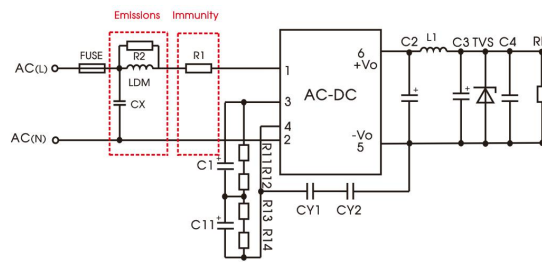 Emissions Immunity
FUSE
R2
R1
LDM
AC(L)
CX
AC(N)
1
3
4
2
AC-DC
6
+Vo
-Vo
5
C2
L1
C3
TVS
C4
C1
C11
R11
R12
R13
R14
CY1
CY2